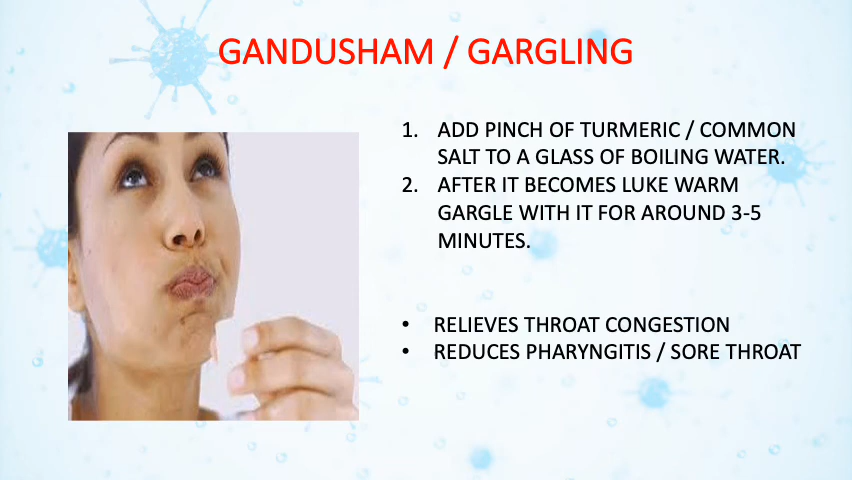 GANDUSHAM / GARGLING
1. ADD PINCH OF TURMERIC / COMMON
SALT TO A GLASS OF BOILING WATER.
2. AFTER IT BECOMES LUKE WARM
GARGLE WITH IT FOR AROUND 3-5
MINUTES.
• RELIEVES THROAT CONGESTION
• REDUCES PHARYNGITIS / SORE THROAT